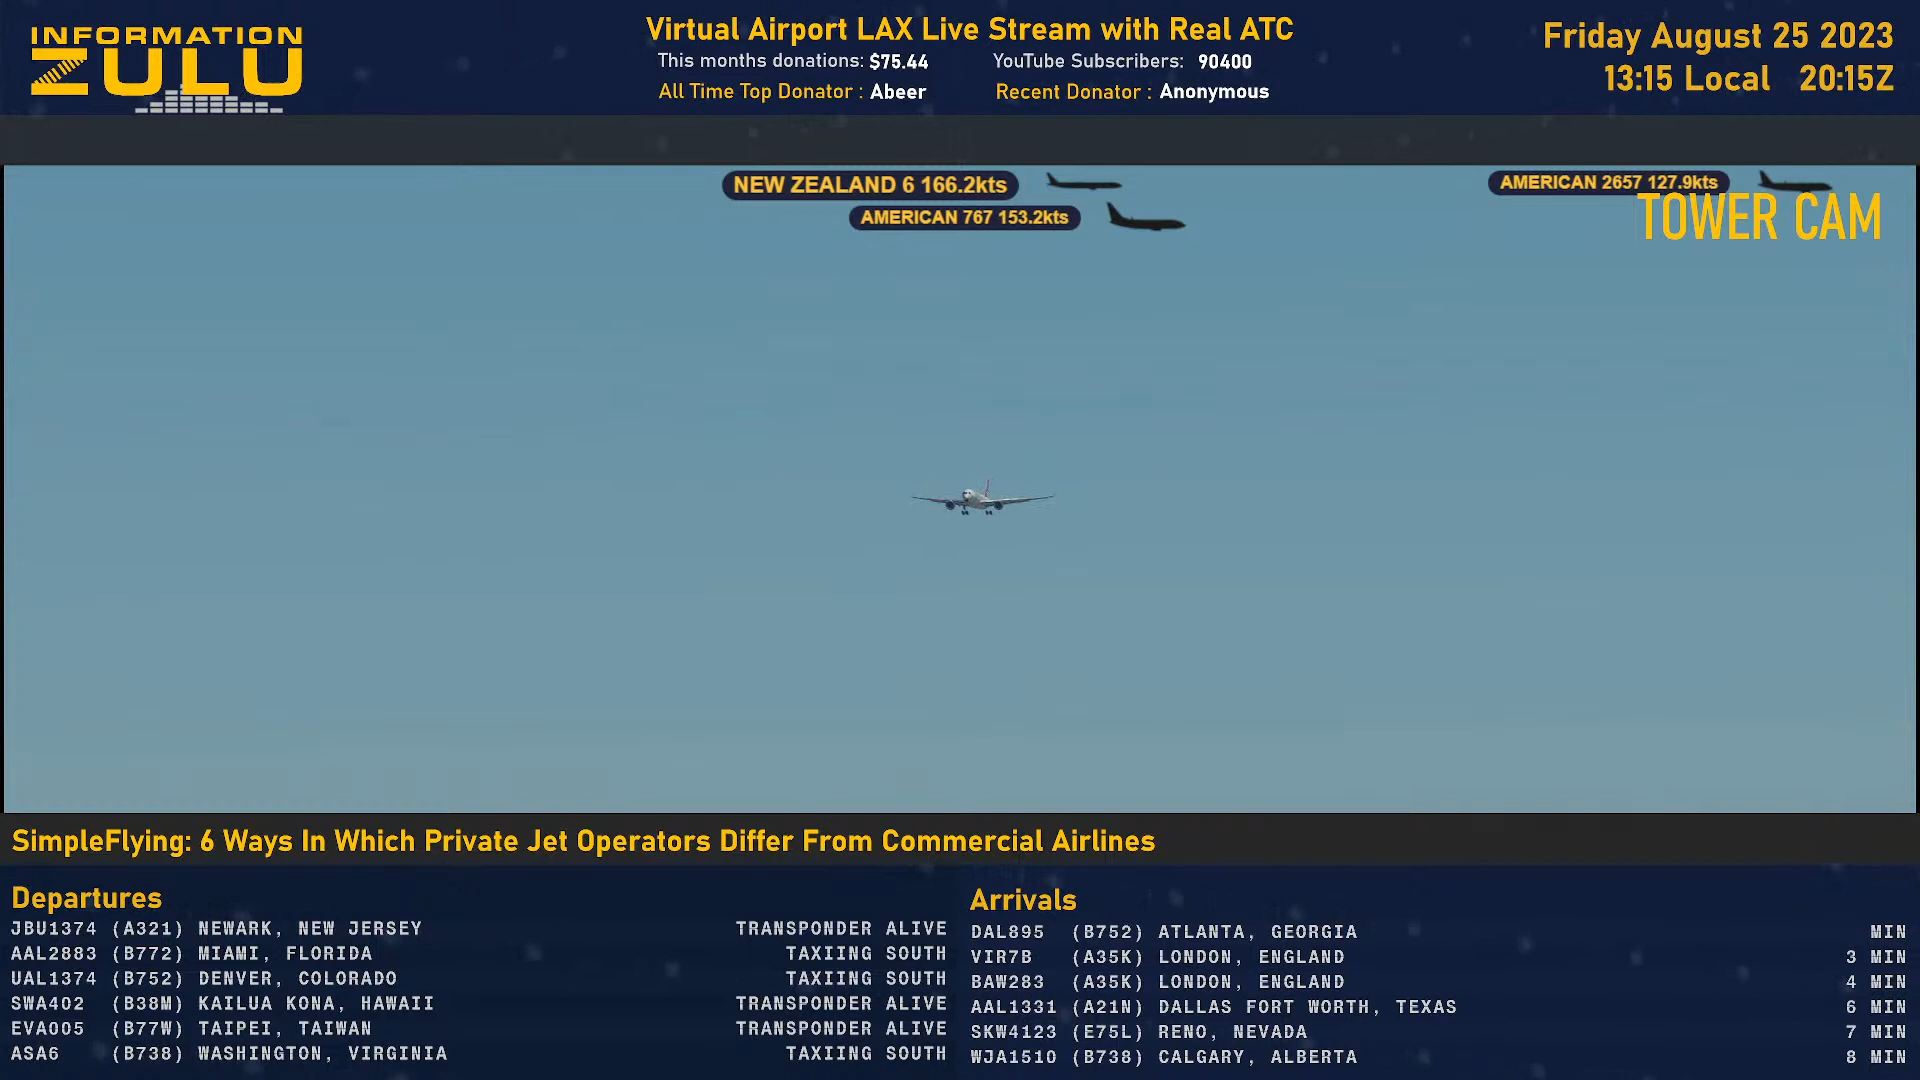 INFORMATION
ZULU
Virtual Airport LAX Live Stream with Real ATC
This months donations: $75.44 YouTube Subscribers: 90400
All Time Top Donator : Abeer Recent Donator : Anonymous
Friday August 25 2023
13:15 Local 20:15Z
NEW ZEALAND 6 166.2kts
AMERICAN 767 153.2kts
AMERICAN 2657 127.9kts
TOWER CAM
SimpleFlying: 6 Ways In Which Private Jet Operators Differ From Commercial Airlines
Departures
JBU1374 (A321) NEWARK, NEW JERSEY TRANSPONDER ALIVE
AAL2883 (B772) MIAMI, FLORIDA TAXIING SOUTH
UAL1374 (B752) DENVER, COLORADO TAXIING SOUTH
SWA402 (B38M) KAILUA KONA, HAWAII TRANSPONDER ALIVE
EVA005 (B77W) TAIPEI, TAIWAN TRANSPONDER ALIVE
ASA6 (B738) WASHINGTON, VIRGINIA TAXIING SOUTH
Arrivals
DAL895 (B752) ATLANTA, GEORGIA MIN
VIR7B (A35K) LONDON, ENGLAND 3 MIN
BAW283 (A35K) LONDON, ENGLAND 4 MIN
AAL1331 (A21N) DALLAS FORT WORTH, TEXAS 6 MIN
SKW4123 (E75L) RENO, NEVADA 7 MIN
WJA1510 (B738) CALGARY, ALBERTA 8 MIN